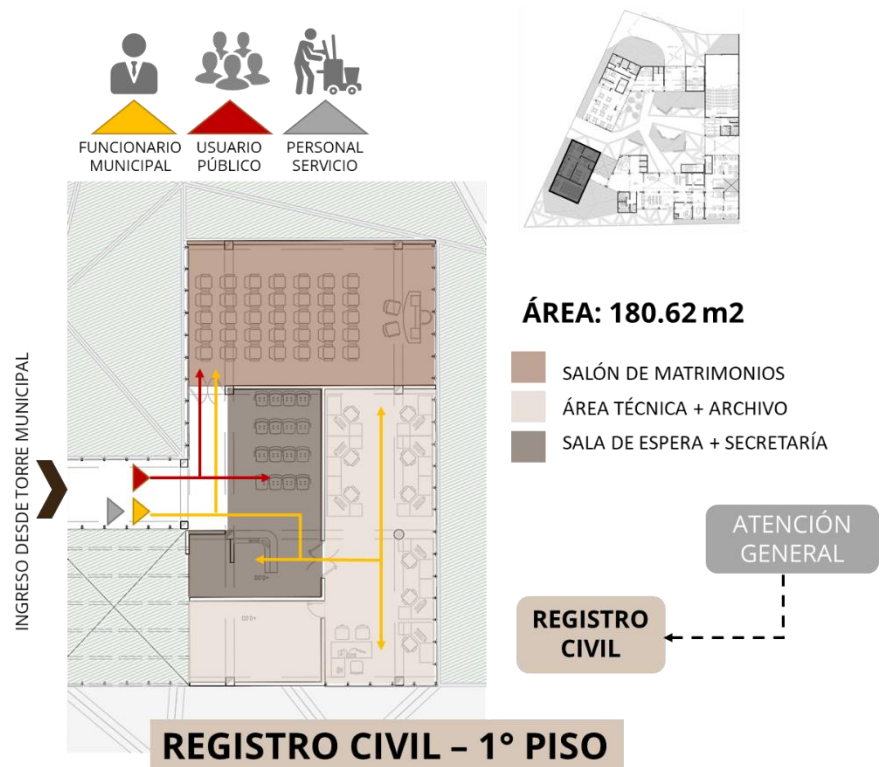 FUNCIONARIO
MUNICIPAL
USUARIO
PÚBLICO
PERSONAL
SERVICIO
INGRESO DESDE TORRE MUNICIPAL
ÁREA: 180.62 m2
SALÓN DE MATRIMONIOS
ÁREA TÉCNICA + ARCHIVO
SALA DE ESPERA + SECRETARÍA
ATENCIÓN
GENERAL
REGISTRO
CIVIL
REGISTRO CIVIL – 1° PISO